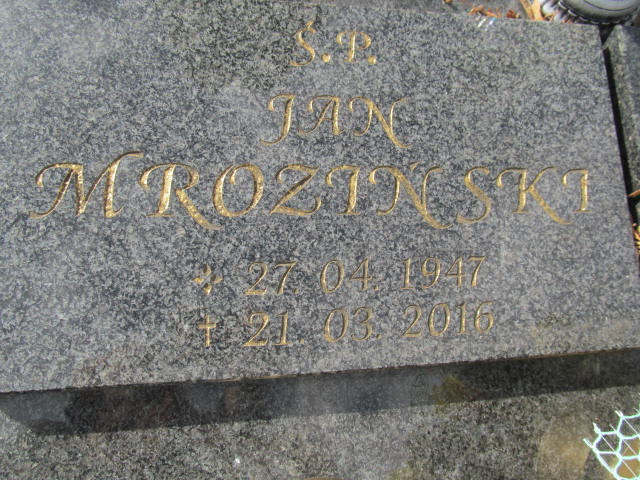 Ś.P.
JAN
MROZIŃSKI
27. 04. 1947
21. 03. 2016